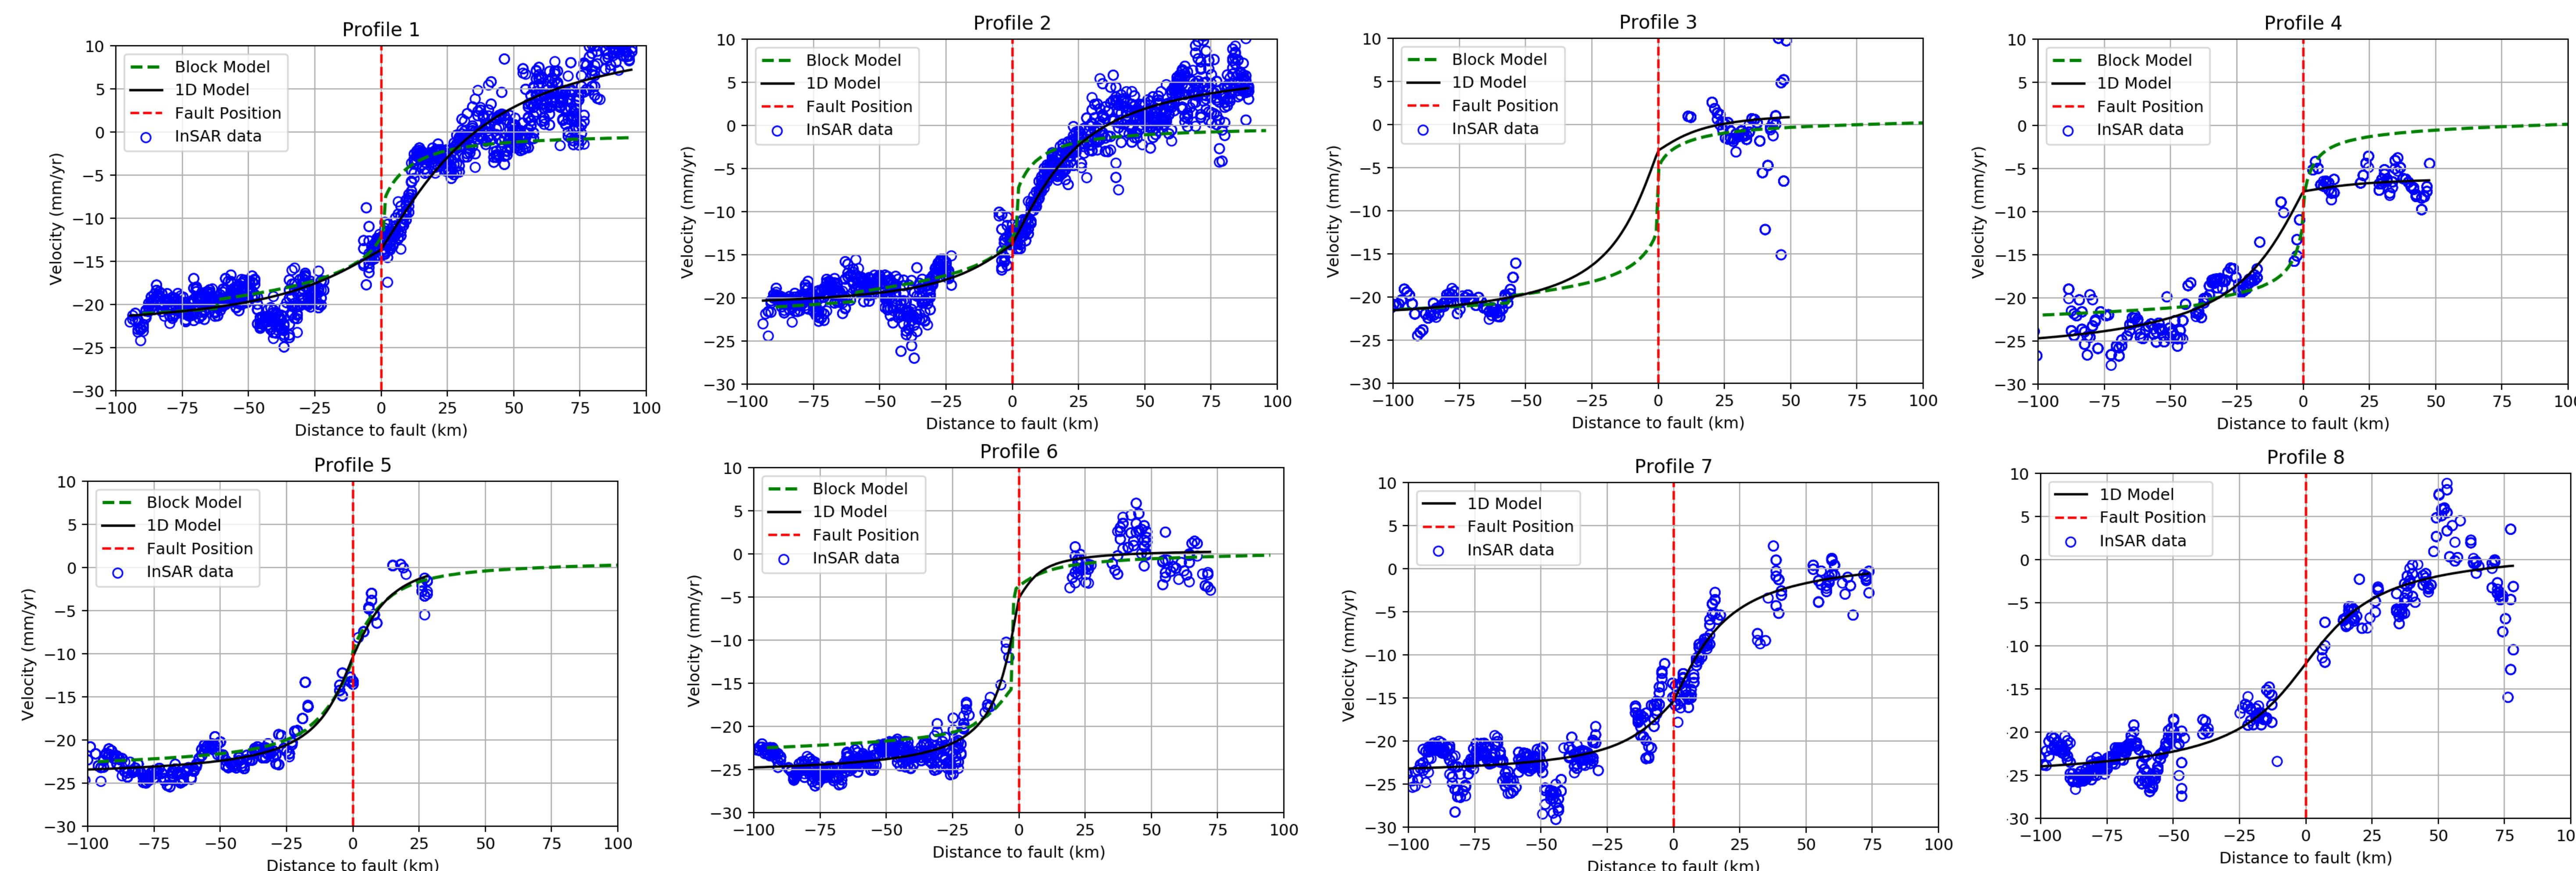 Profile 1
Block Model
1D Model
Fault Position
InSAR data
10
5
0
−5
−10
−15
−20
−25
−30
−100 −75 −50 −25 0 25 50 75 100
Velocity (mm/yr)
Distance to fault (km)
Profile 2
Block Model
1D Model
Fault Position
InSAR data
10
5
0
−5
−10
−15
−20
−25
−30
−100 −75 −50 −25 0 25 50 75 100
Velocity (mm/yr)
Distance to fault (km)
Profile 3
Block Model
1D Model
Fault Position
InSAR data
10
5
0
−5
−10
−15
−20
−25
−30
−100 −75 −50 −25 0 25 50 75 100
Velocity (mm/yr)
Distance to fault (km)
Profile 4
Block Model
1D Model
Fault Position
InSAR data
10
5
0
−5
−10
−15
−20
−25
−30
−100 −75 −50 −25 0 25 50 75 10
Velocity (mm/yr)
Distance to fault (km)
Profile 5
Block Model
1D Model
Fault Position
InSAR data
10
5
0
−5
−10
−15
−20
−25
−30
−100 −75 −50 −25 0 25 50 75 100
Velocity (mm/yr)
Distance to fault (km)
Profile 6
Block Model
1D Model
Fault Position
InSAR data
10
5
0
−5
−10
−15
−20
−25
−30
−100 −75 −50 −25 0 25 50 75 100
Velocity (mm/yr)
Distance to fault (km)
Profile 7
1D Model
Fault Position
InSAR data
10
5
0
−5
−10
−15
−20
−25
−30
−100 −75 −50 −25 0 25 50 75 100
Velocity (mm/yr)
Distance to fault (km)
Profile 8
1D Model
Fault Position
InSAR data
10
5
0
−5
·10
·15
·20
·25
·30
−100 −75 −50 −25 0 25 50 75 10
Distance to fault (km)